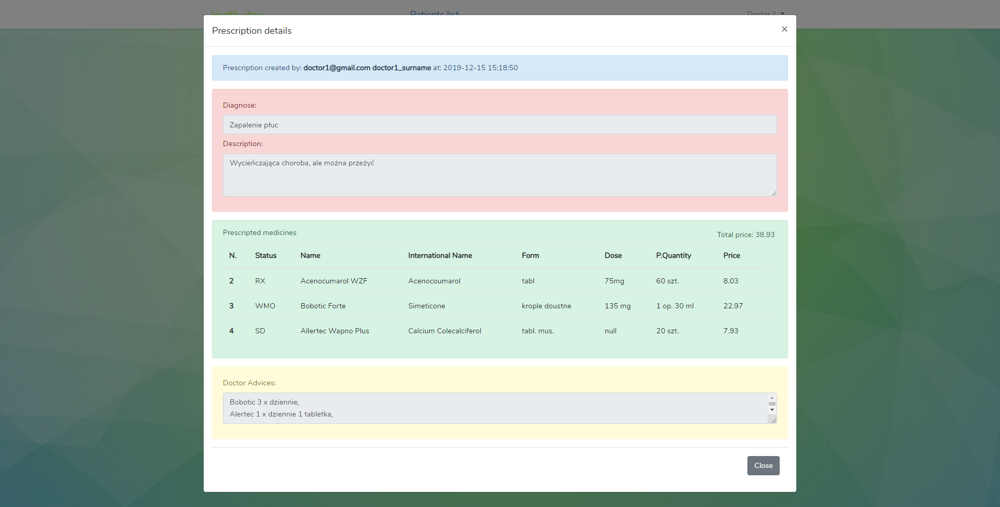 Health clinic
Patients list
Doctor 1
Prescription details
×
Prescription created by: doctor1@gmail.com doctor1_surname at: 2019-12-15 15:18:50
Diagnose:
Zapalenie płuc
Description:
Wycieńczająca choroba, ale można przeżyć
Prescripted medicines
Total price: 38.93
N. Status Name International Name Form Dose P.Quantity Price
2 RX Acenocumarol WZF Acenocoumarol tabl 75mg 60 szt. 8.03
3 WMO Bobotic Forte Simeticone krople doustne 135 mg 1 op. 30 ml 22.97
4 SD Allertec Wapno Plus Calcium Colecalciferol tabl. mus. null 20 szt. 7.93
Doctor Advices:
Bobotic 3 x dziennie,
Alertec 1 x dziennie 1 tabletka,
Close